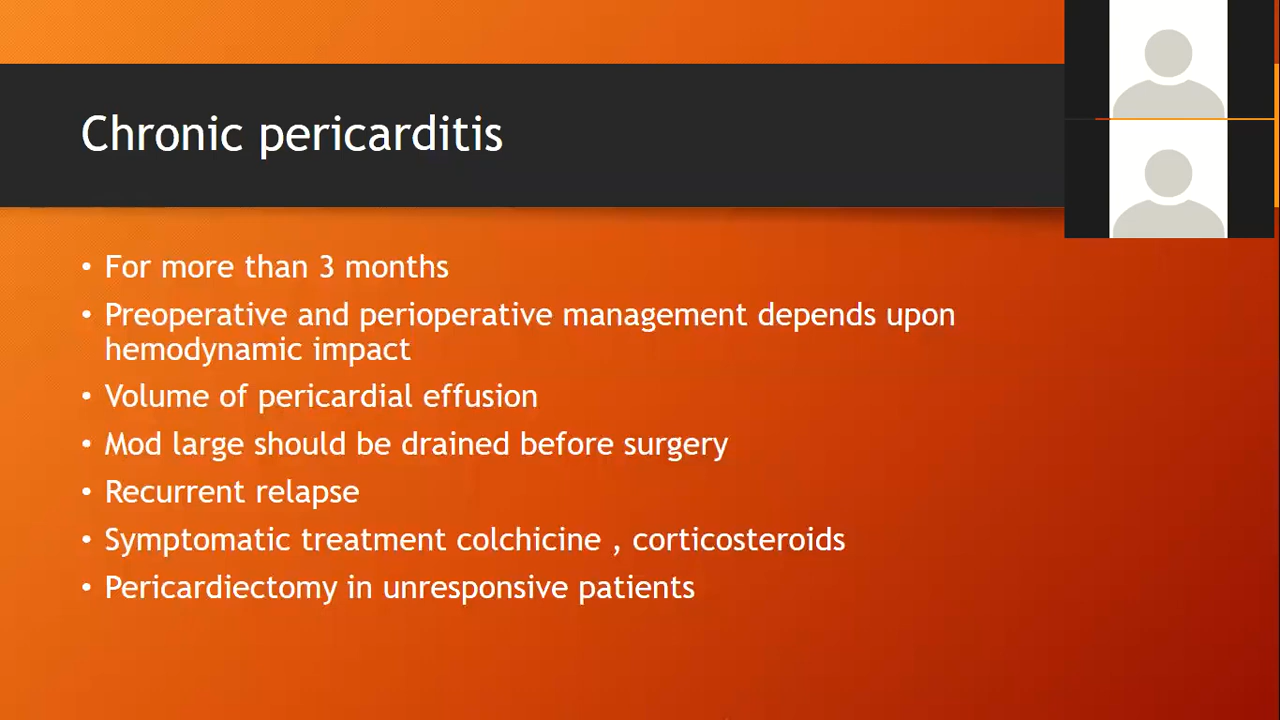 Chronic pericarditis
• For more than 3 months
• Preoperative and perioperative management depends upon
hemodynamic impact
• Volume of pericardial effusion
• Mod large should be drained before surgery
• Recurrent relapse
• Symptomatic treatment colchicine , corticosteroids
• Pericardiectomy in unresponsive patients